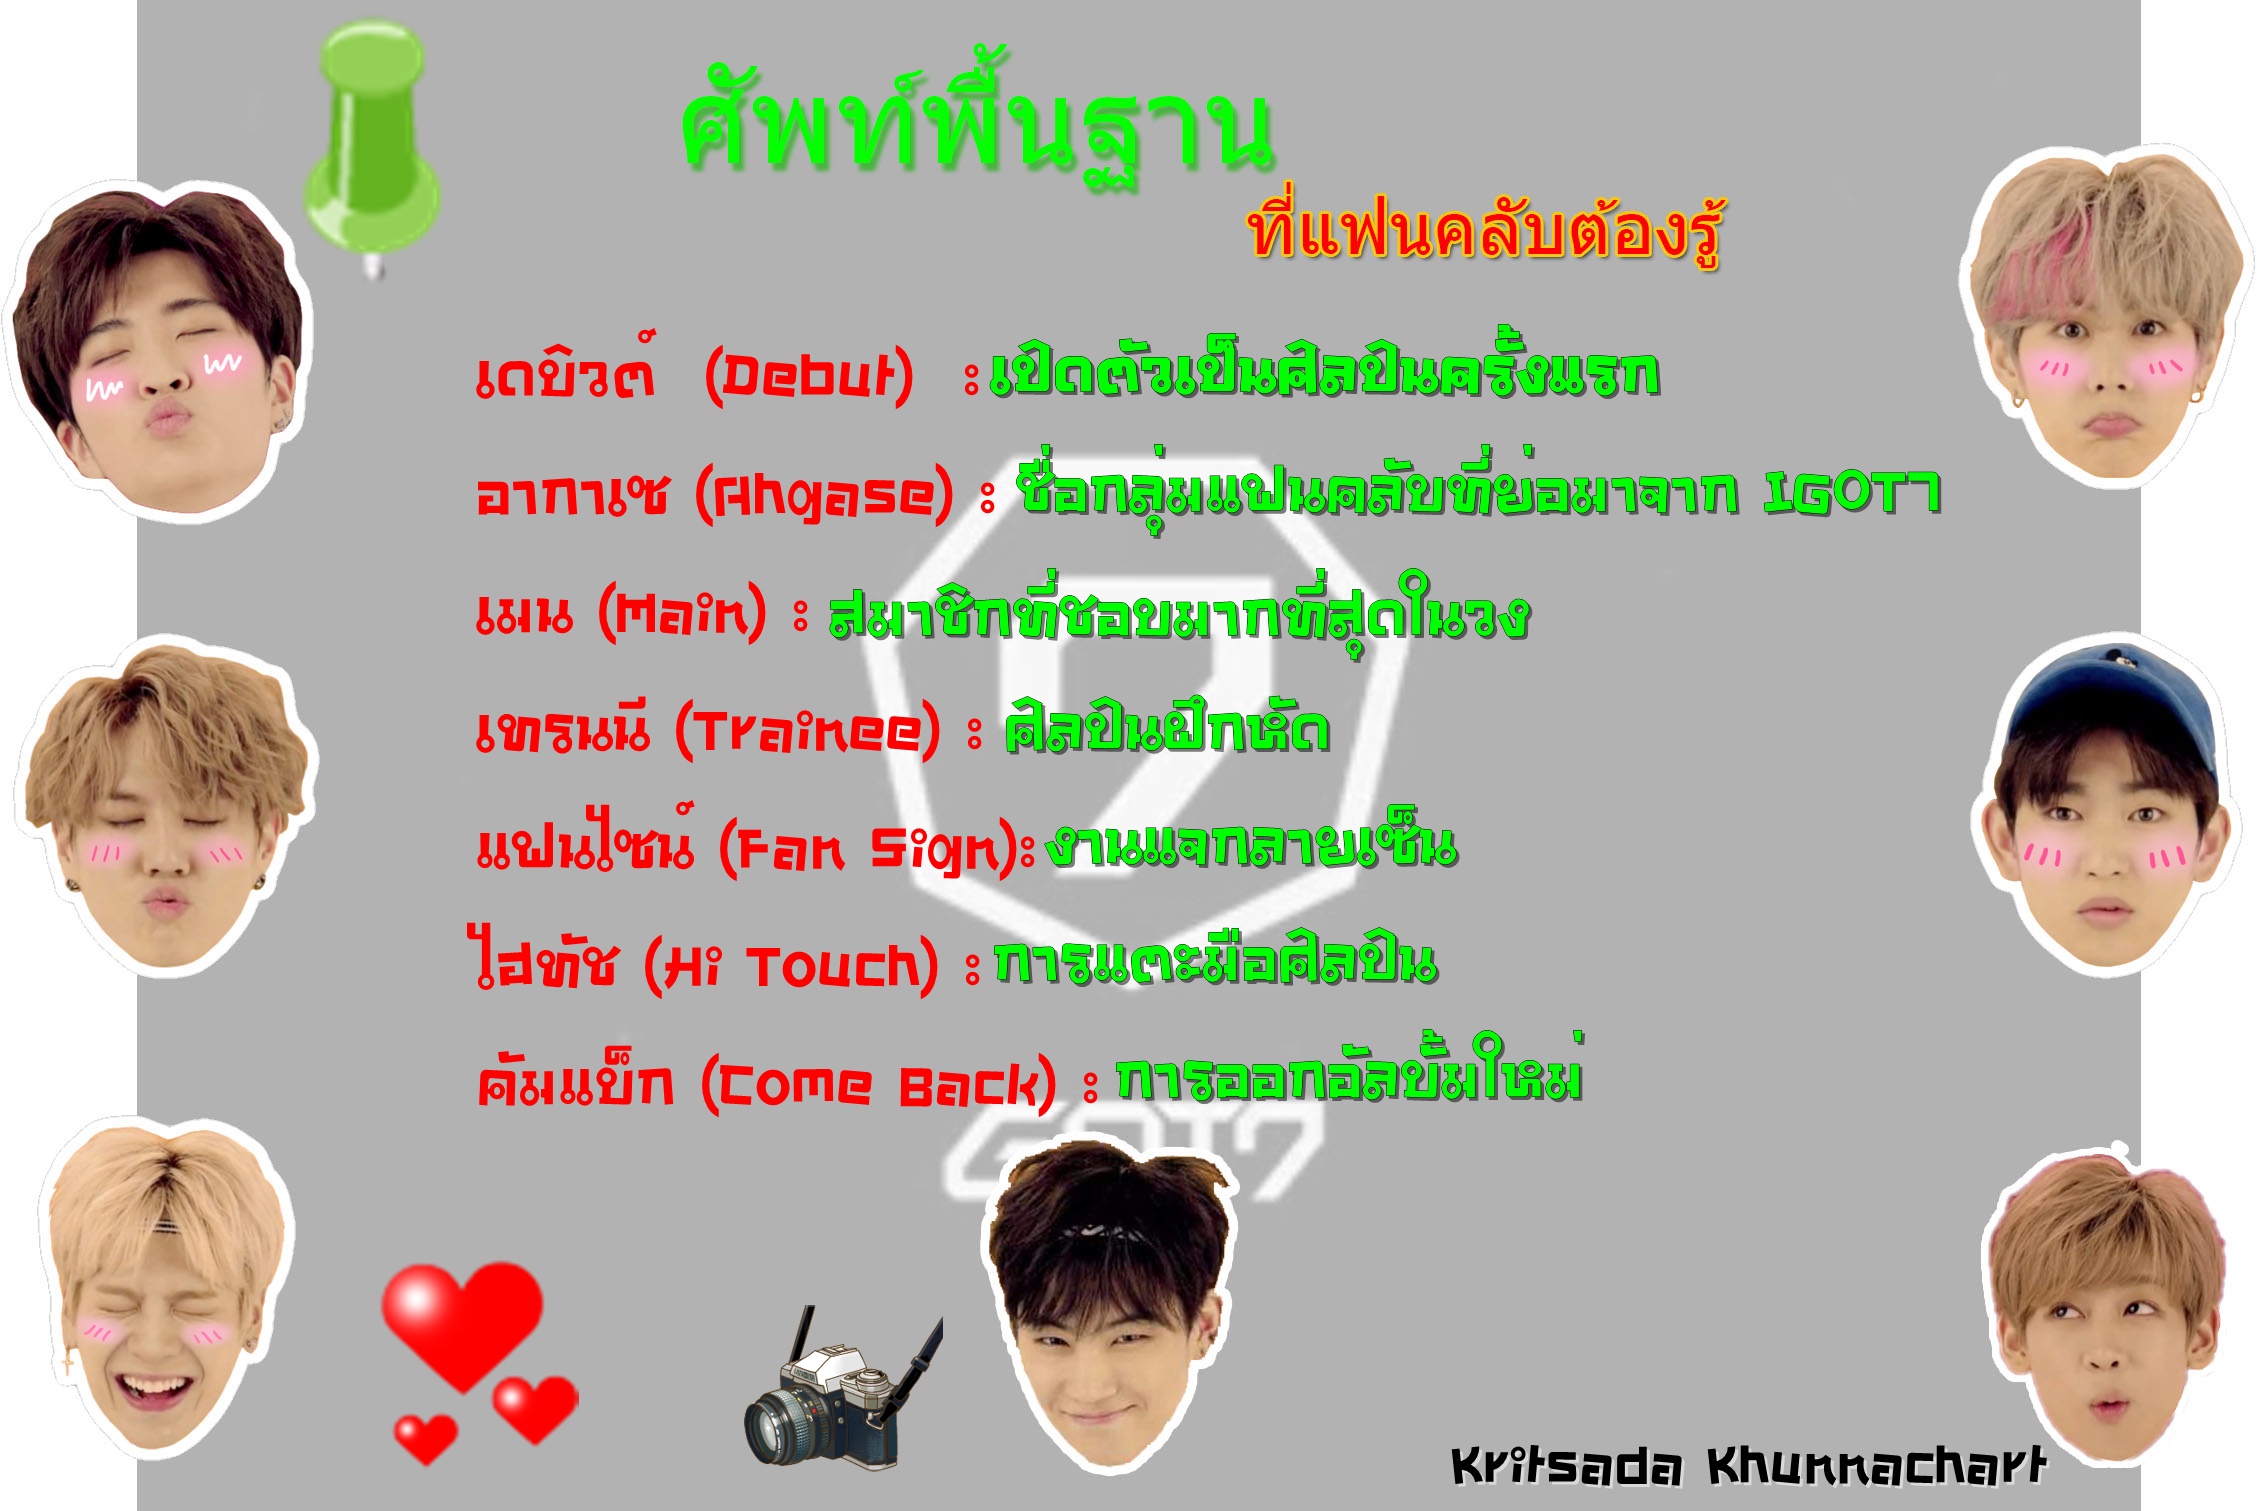 ศัพท์พื้นฐาน
ที่แฟนคลับต้องรู้
เดบิวต์ (Debut) : เปิดตัวเป็นศิลปินครั้งแรก
อากาเซ (Ahgase) : ชื่อกลุ่มแฟนคลับที่ย่อมาจาก IGOT7
เมน (Main) : สมาชิกที่ชอบมากที่สุดในวง
เทรนนี (Trainee) : ศิลปินฝึกหัด
แฟนไซน์ (Fan Sign): งานแจกลายเซ็น
ไฮทัช (Hi Touch) : การแตะมือศิลปิน
คัมแบ็ก (Come Back) : การออกอัลบั้มใหม่
GOT7
Kritsada Khunnachart